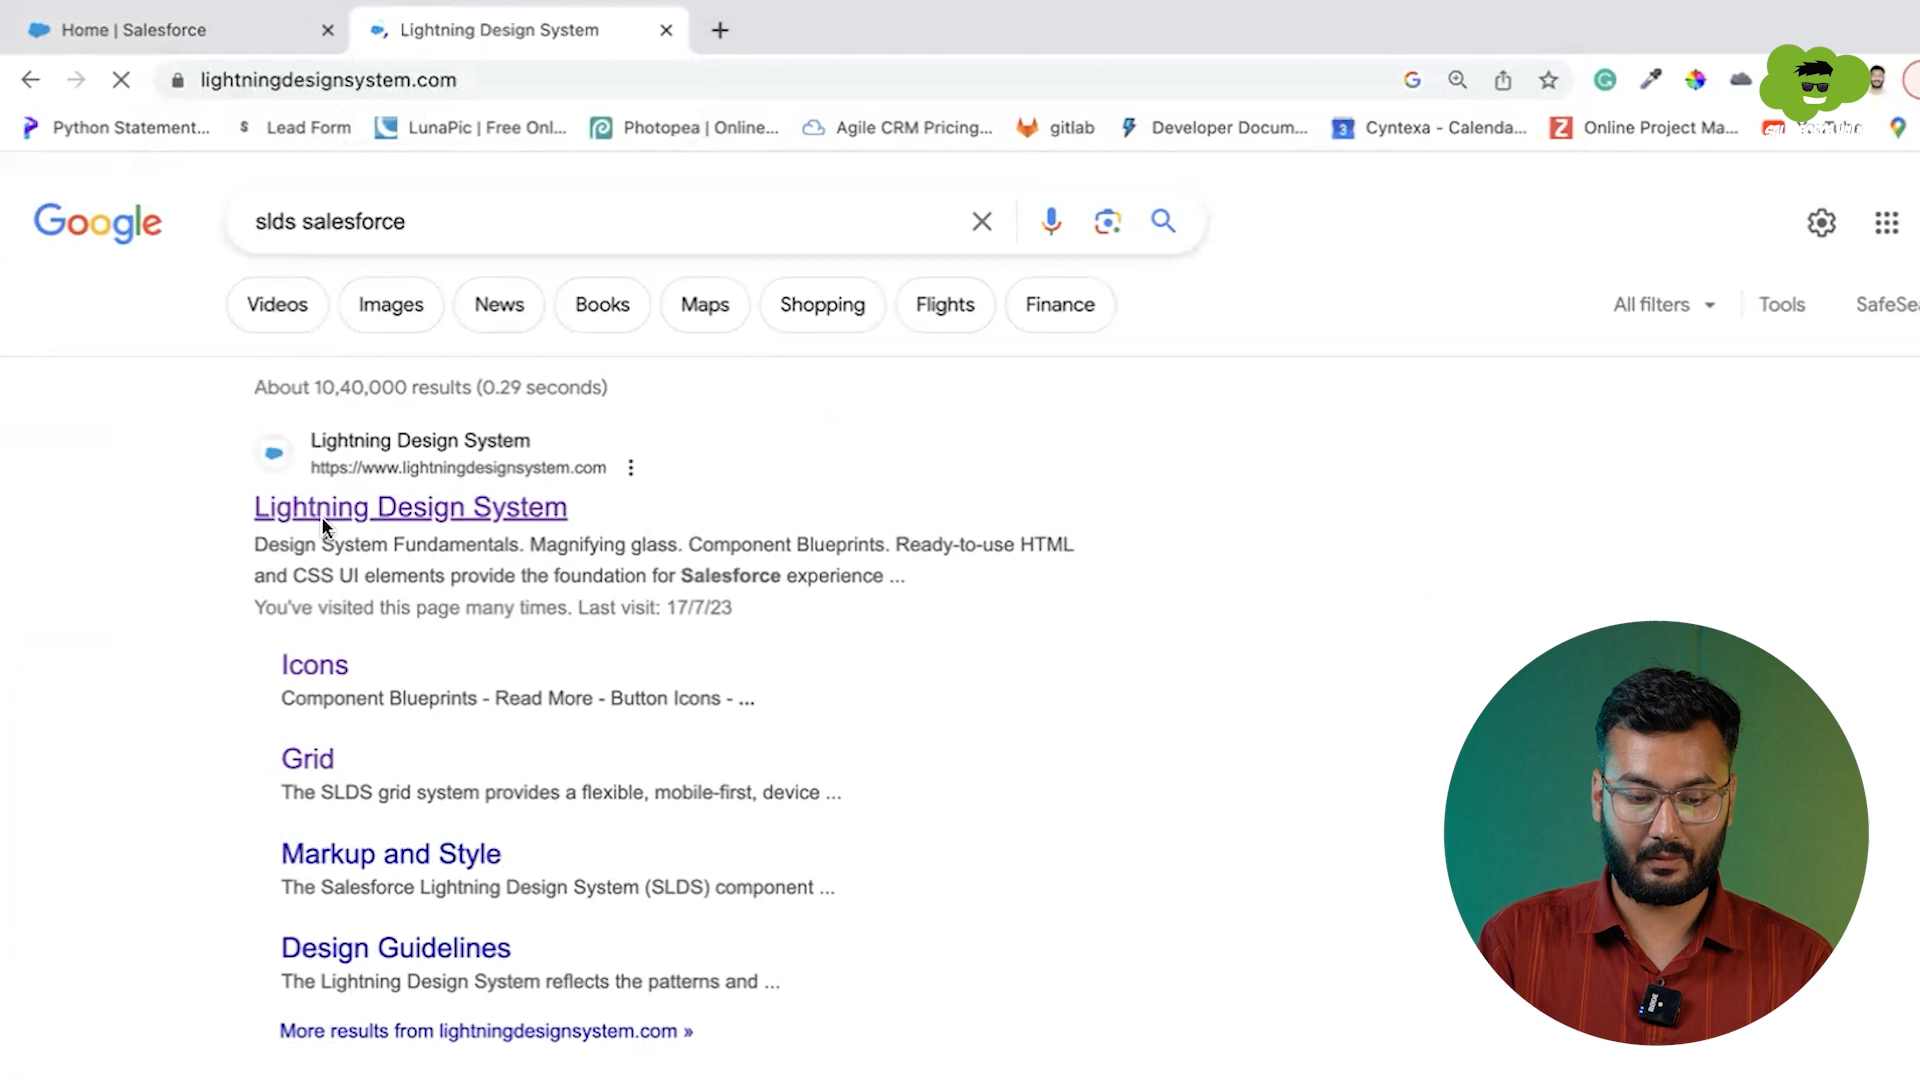 Home | Salesforce
Lightning Design System
lightningdesignsystem.com
Python Statement...
Lead Form
LunaPic | Free Onl...
Photopea | Online...
Agile CRM Pricing...
gitlab
Developer Docum...
Cyntexa - Calenda...
Online Project Ma...
Google
slds salesforce
Videos
Images
News
Books
Maps
Shopping
Flights
Finance
All filters
Tools
SafeSea
About 10,40,000 results (0.29 seconds)
Lightning Design System
https://www.lightningdesignsystem.com
Lightning Design System
Design System Fundamentals. Magnifying glass. Component Blueprints. Ready-to-use HTML
and CSS UI elements provide the foundation for Salesforce experience ...
You've visited this page many times. Last visit: 17/7/23
Icons
Component Blueprints - Read More - Button Icons - ...
Grid
The SLDS grid system provides a flexible, mobile-first, device ...
Markup and Style
The Salesforce Lightning Design System (SLDS) component ...
Design Guidelines
The Lightning Design System reflects the patterns and ...
More results from lightningdesignsystem.com »
RODE